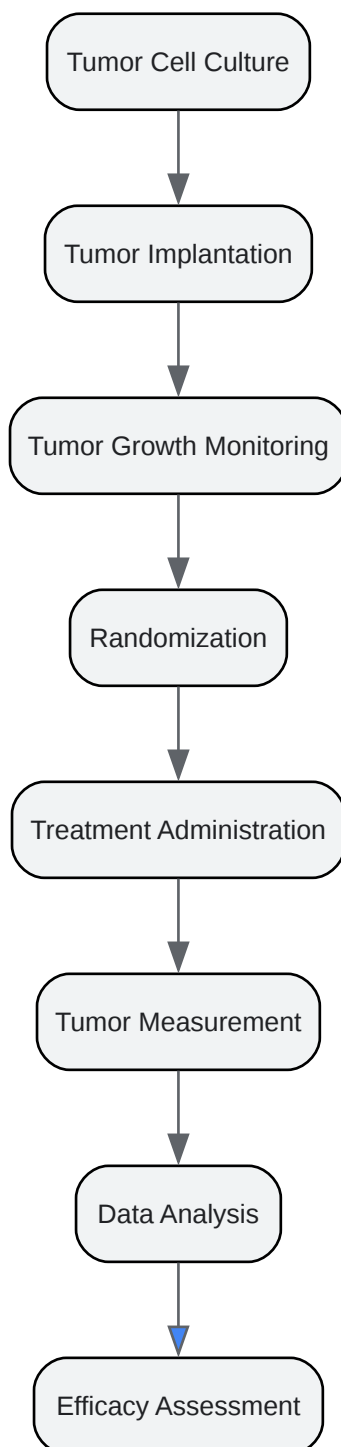 Tumor Cell Culture
Tumor Implantation
Tumor Growth Monitoring
Randomization
Treatment Administration
Tumor Measurement
Data Analysis
Efficacy Assessment